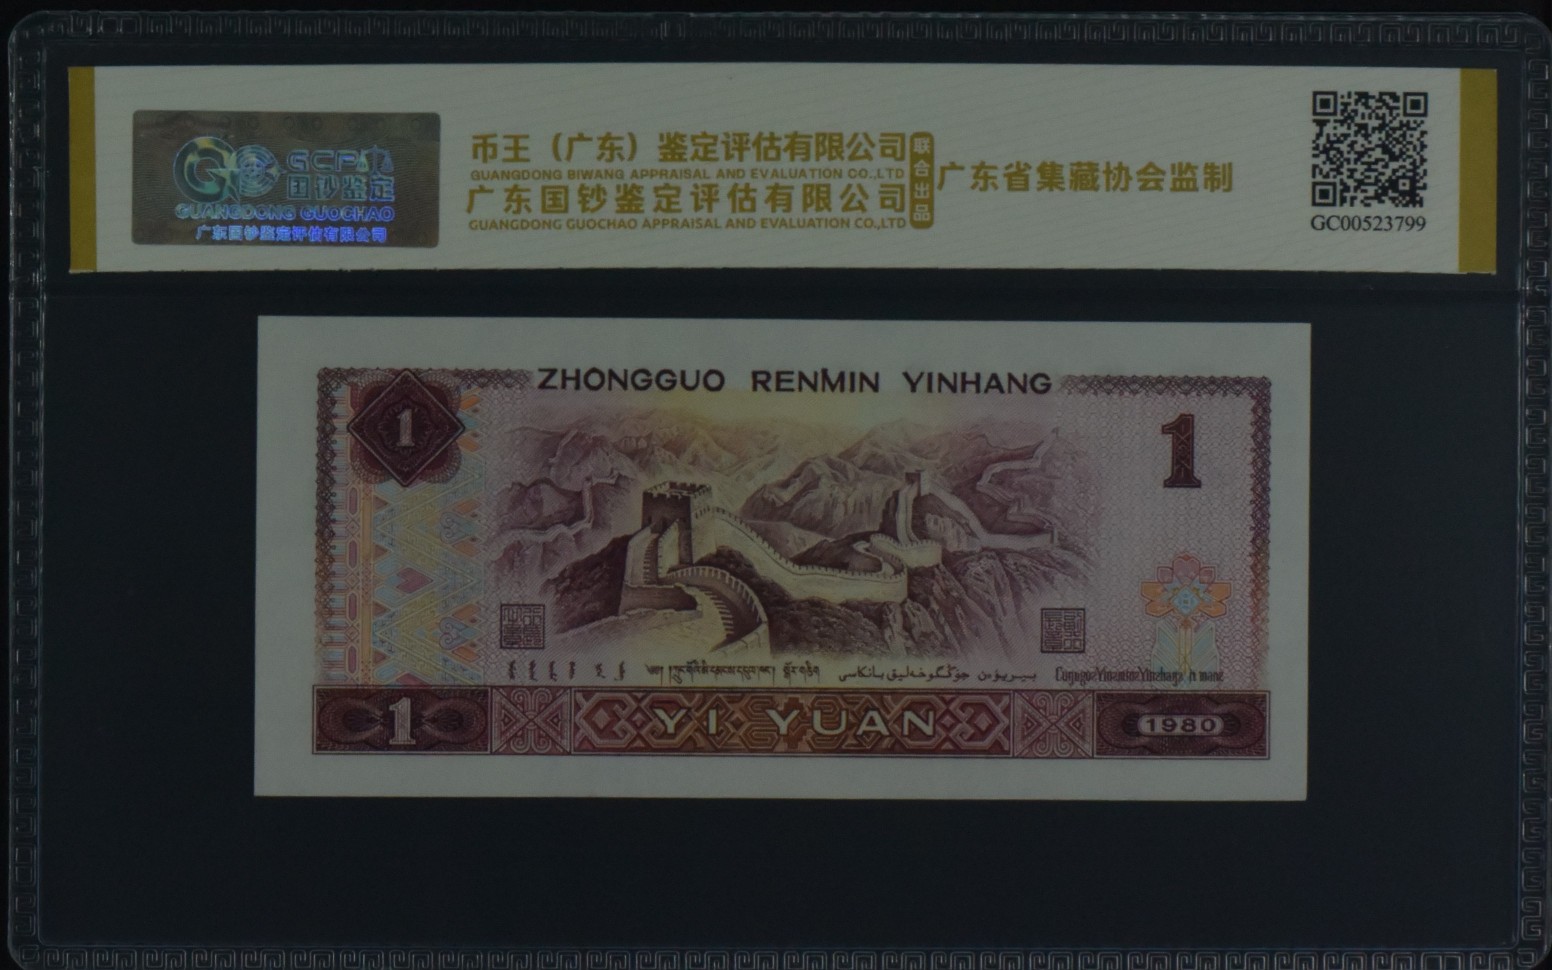 GCPA
国钞鉴定
GUANGDONG GUOCHAO
广东国钞鉴定评估有限公司
币王（广东）鉴定评估有限公司
GUANGDONG BIWANG APPRAISAL AND EVALUATION CO.,LTD
广东国钞鉴定评估有限公司
GUANGDONG GUOCHAO APPRAISAL AND EVALUATION CO.,LTD
联合出品
广东省集藏协会监制
GC00523799
ZHONGGUO RENMIN YINHANG
1
1
1
YI YUAN
1980